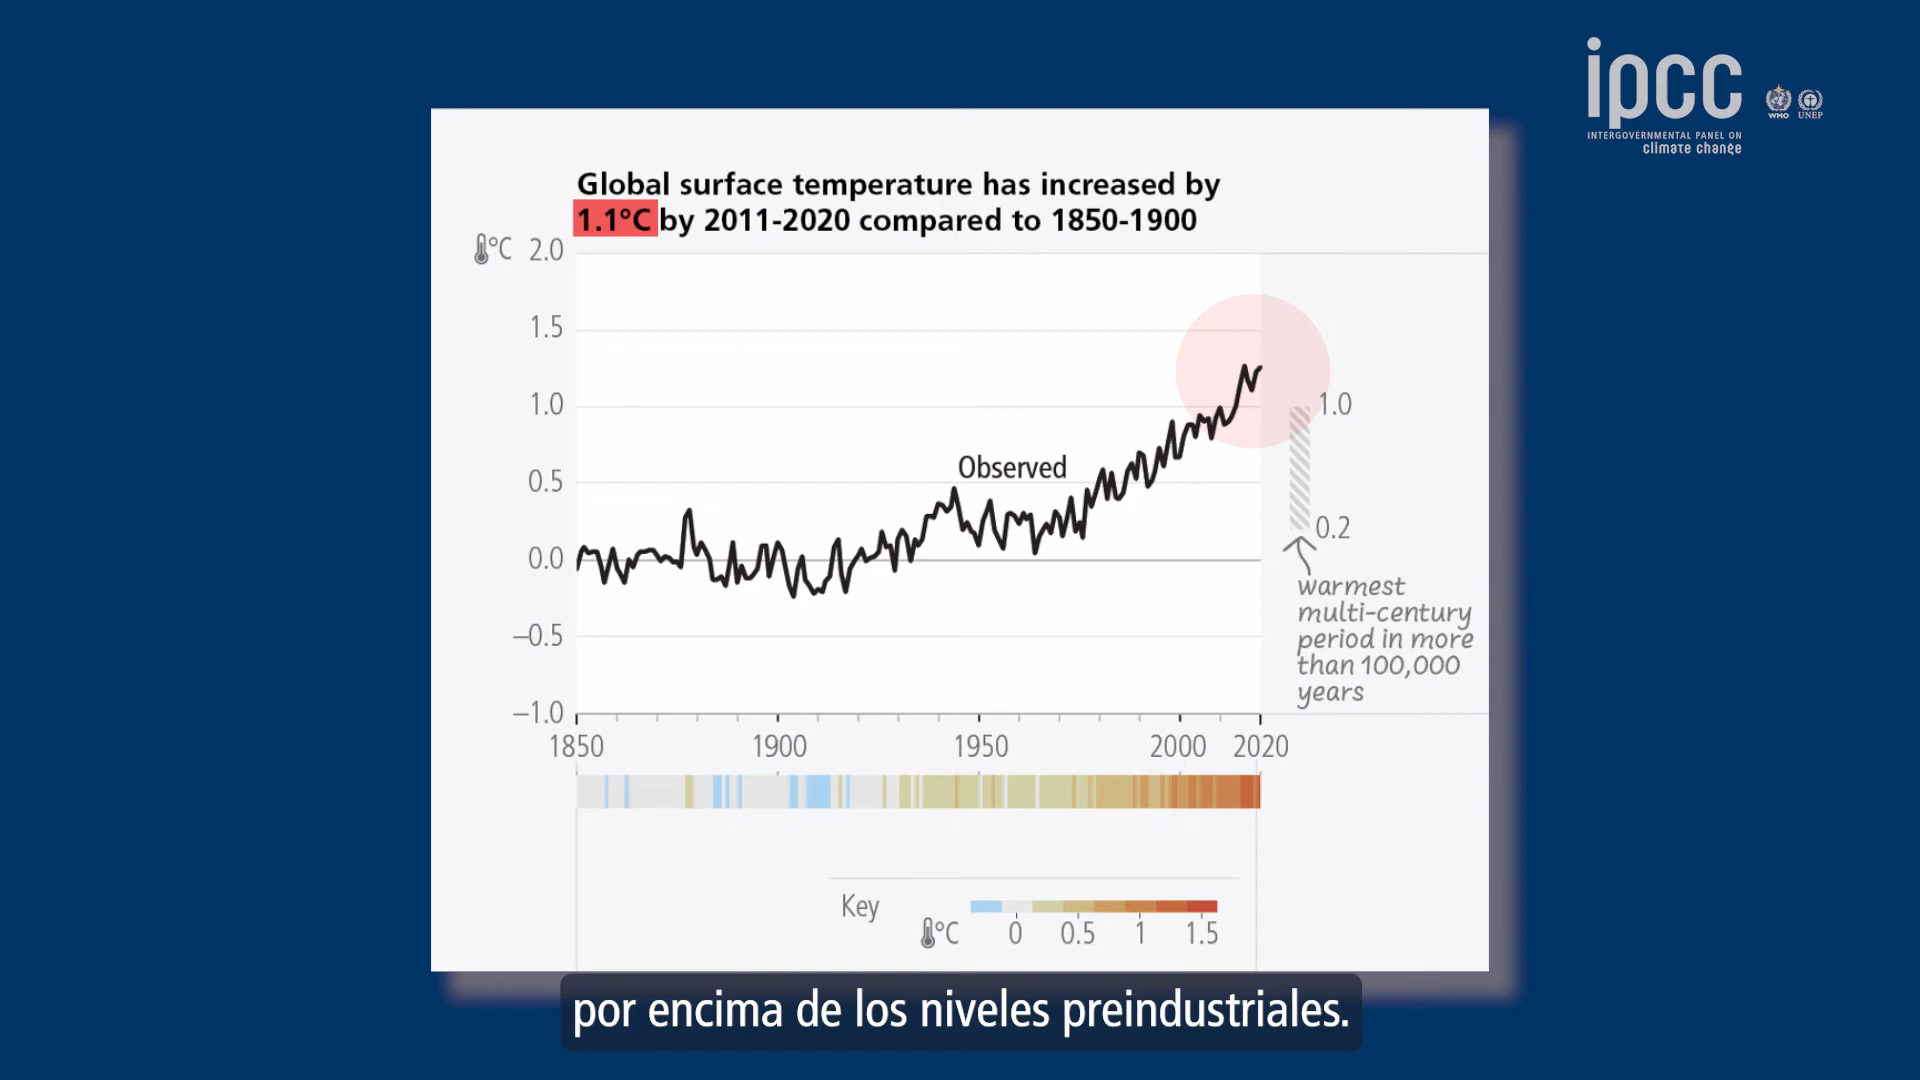 ipcc
INTERGOVERNMENTAL PANEL ON
climate change
WMO
UNEP
Global surface temperature has increased by
1.1°C by 2011-2020 compared to 1850-1900
°C 2.0
1.5
1.0
0.5
0.0
−0.5
−1.0
Observed
1.0
0.2
warmest
multi-century
period in more
than 100,000
years
1850 1900 1950 2000 2020
Key
°C 0 0.5 1 1.5
por encima de los niveles preindustriales.